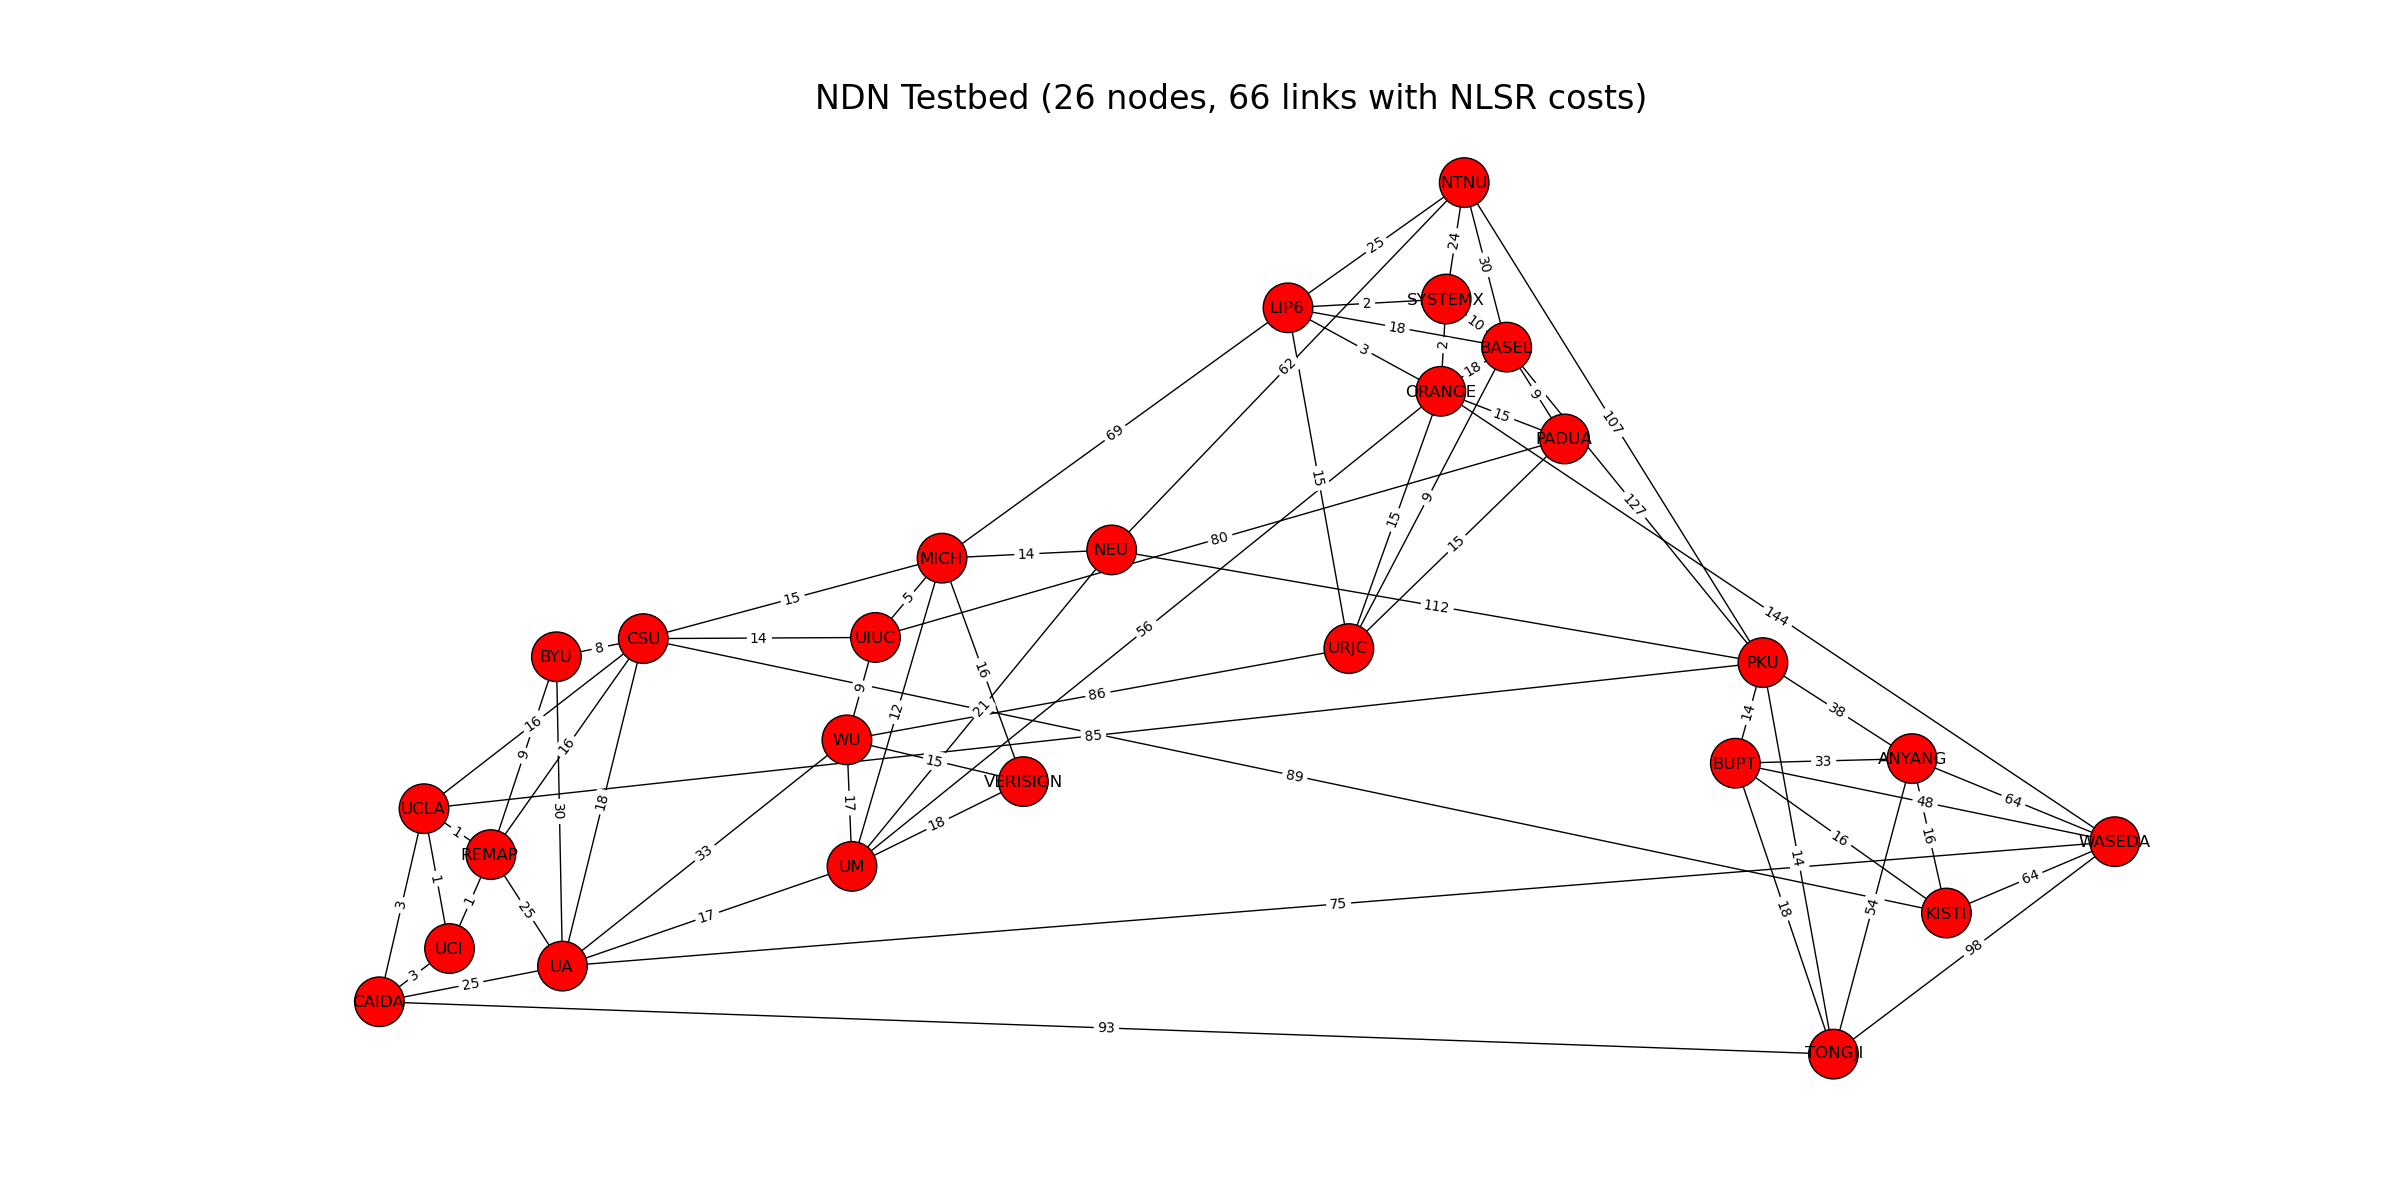 NDN Testbed (26 nodes, 66 links with NLSR costs)
NTNU
25
24
30
SYSTEMX
LIP6
2
10
18
BASEL
2
3
62
18
9
ORANGE
15
107
PADUA
69
15
9
127
15
80
15
NEU
MICH
14
112
5
15
144
56
UIUC
CSU
14
BYU
8
URJC
PKU
16
9
86
21
38
12
14
16
85
WU
16
9
15
33
ANYANG
BUPT
89
VERISIGN
64
48
17
18
30
UCLA
18
1
16
16
WASEDA
33
REMAP
14
UM
1
64
75
3
1
25
17
18
54
KISTI
UCI
98
UA
3
25
CAIDA
93
TONGJI